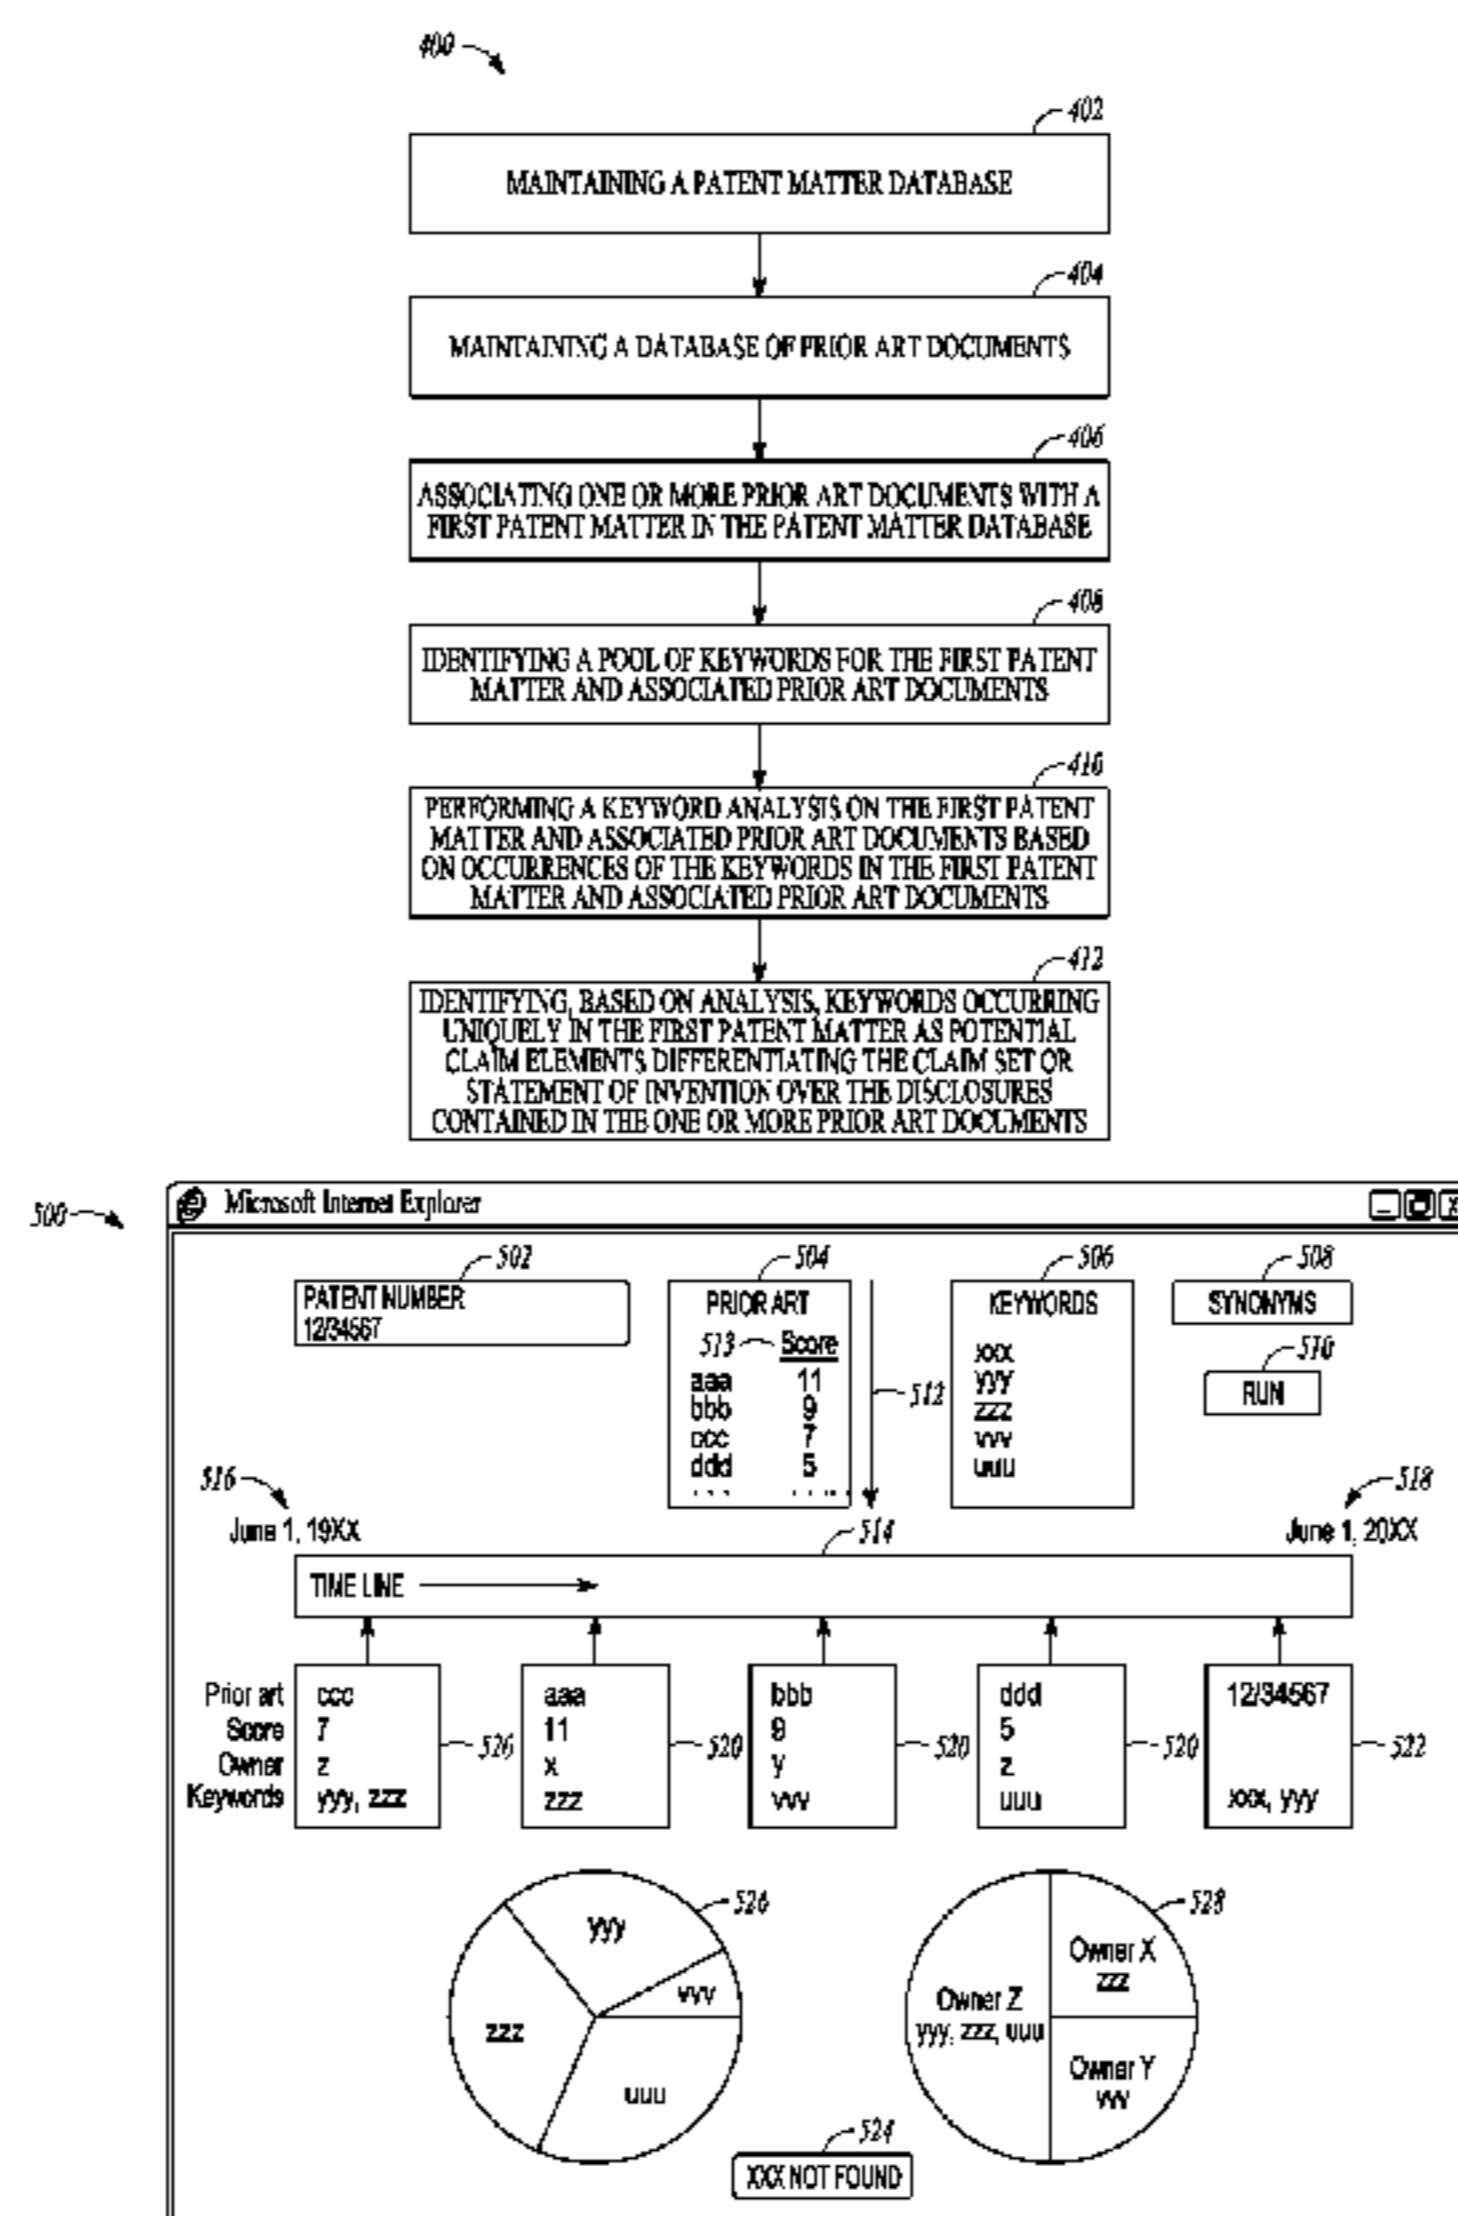 400
402
MAINTAINING A PATENT MATTER DATABASE
404
MAINTAINING A DATABASE OF PRIOR ART DOCUMENTS
406
ASSOCIATING ONE OR MORE PRIOR ART DOCUMENTS WITH A
FIRST PATENT MATTER IN THE PATENT MATTER DATABASE
408
IDENTIFYING A POOL OF KEYWORDS FOR THE FIRST PATENT
MATTER AND ASSOCIATED PRIOR ART DOCUMENTS
410
PERFORMING A KEYWORD ANALYSIS ON THE FIRST PATENT
MATTER AND ASSOCIATED PRIOR ART DOCUMENTS BASED
ON OCCURRENCES OF THE KEYWORDS IN THE FIRST PATENT
MATTER AND ASSOCIATED PRIOR ART DOCUMENTS
412
IDENTIFYING, BASED ON ANALYSIS, KEYWORDS OCCURRING
UNIQUELY IN THE FIRST PATENT MATTER AS POTENTIAL
CLAIM ELEMENTS DIFFERENTIATING THE CLAIM SET OR
STATEMENT OF INVENTION OVER THE DISCLOSURES
CONTAINED IN THE ONE OR MORE PRIOR ART DOCUMENTS
500
Microsoft Internet Explorer
502 504 506 508
PATENT NUMBER
12/34567
PRIOR ART
513 Score
aaa 11
bbb 9
ccc 7
ddd 5
512
KEYWORDS
xxx
yyy
zzz
vvv
uuu
SYNONYMS
510
RUN
516 518
June 1, 19XX June 1, 20XX
514
TIME LINE
Prior art ccc aaa bbb ddd 12/34567
Score 7 11 9 5
520 520 520 520 522
Owner z x y z
Keywords yyy, zzz zzz vvv uuu xxx, yyy
526
yyy
vvv
zzz
uuu
528
Owner X
zzz
Owner Z
yyy, zzz, uuu
Owner Y
vvv
524
XXX NOT FOUND